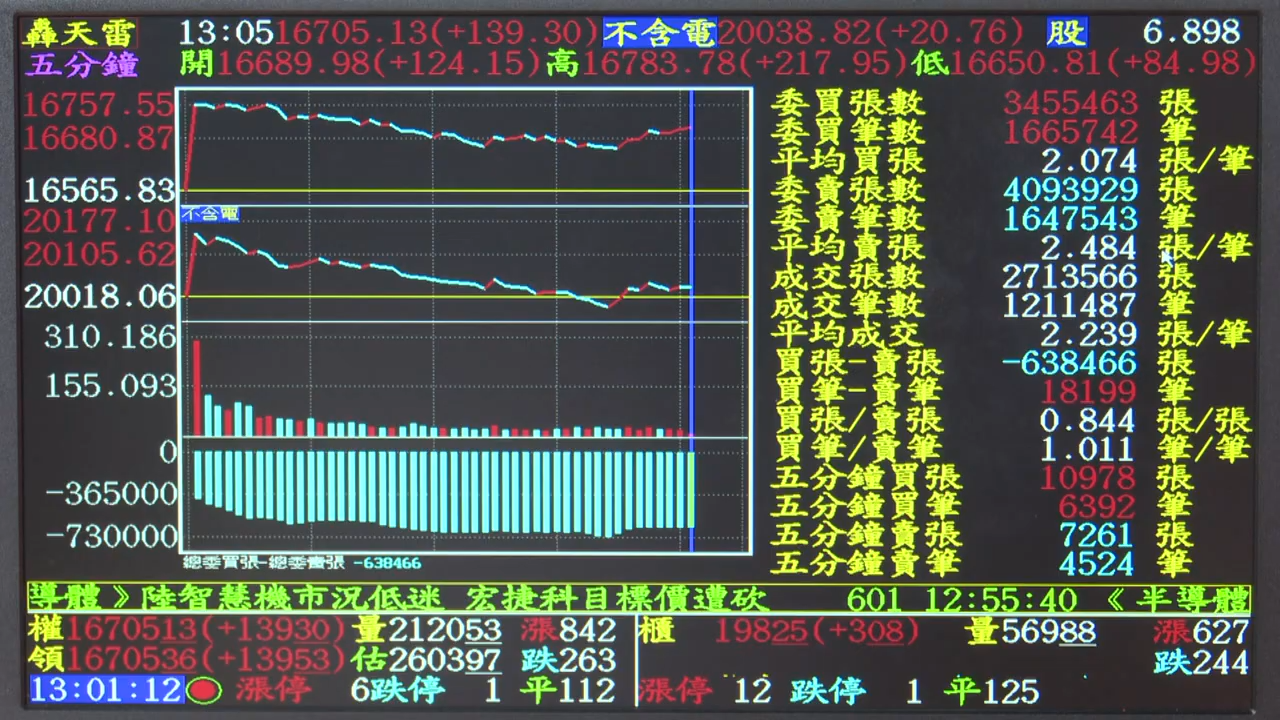 轟天雷 13:05 16705.13(+139.30) 不含電 20038.82(+20.76) 股 6.898
五分鐘 開16689.98(+124.15) 高16783.78(+217.95) 低16650.81(+84.98)
16757.55
16680.87
16565.83
20177.10
不含電
20105.62
20018.06
310.186
155.093
0
-365000
-730000
總委買張-總委賣張 -638466
委買張數 3455463 張
委買筆數 1665742 筆
平均買張 2.074 張/筆
委賣張數 4093929 張
委賣筆數 1647543 筆
平均賣張 2.484 張/筆
成交張數 2713566 張
成交筆數 1211487 筆
平均成交 2.239 張/筆
買張-賣張 -638466 張
買筆-賣筆 18199 筆
買張/賣張 0.844 張/張
買筆/賣筆 1.011 筆/筆
五分鐘買張 10978 張
五分鐘買筆 6392 筆
五分鐘賣張 7261 張
五分鐘賣筆 4524 筆
導體》陸智慧機市況低迷 宏捷科目標價遭砍 601 12:55:40 《半導體
權1670513(+13930) 量212053 漲842 櫃 19825(+308) 量56988 漲627
領1670536(+13953) 估260397 跌263 跌244
13:01:12 漲停 6跌停 1 平112 漲停 12 跌停 1 平125